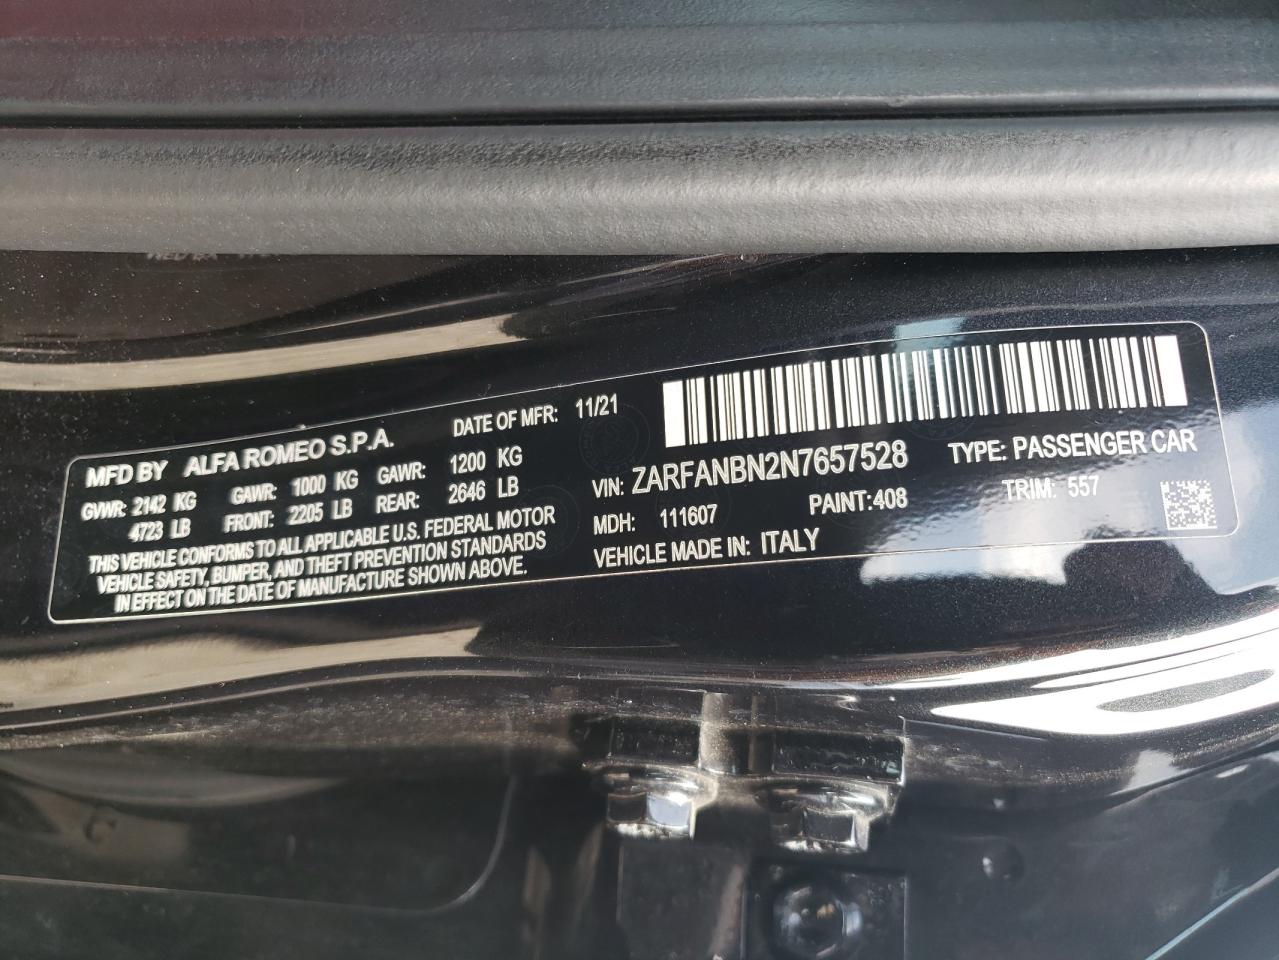 MFD BY ALFA ROMEO S.P.A. DATE OF MFR: 11/21
GVWR: 2142 KG GAWR: 1000 KG GAWR: 1200 KG
4723 LB FRONT: 2205 LB REAR: 2646 LB
THIS VEHICLE CONFORMS TO ALL APPLICABLE U.S. FEDERAL MOTOR
VEHICLE SAFETY, BUMPER, AND THEFT PREVENTION STANDARDS
IN EFFECT ON THE DATE OF MANUFACTURE SHOWN ABOVE.
VIN: ZARFANBN2N7657528 TYPE: PASSENGER CAR
MDH: 111607 PAINT:408 TRIM: 557
VEHICLE MADE IN: ITALY